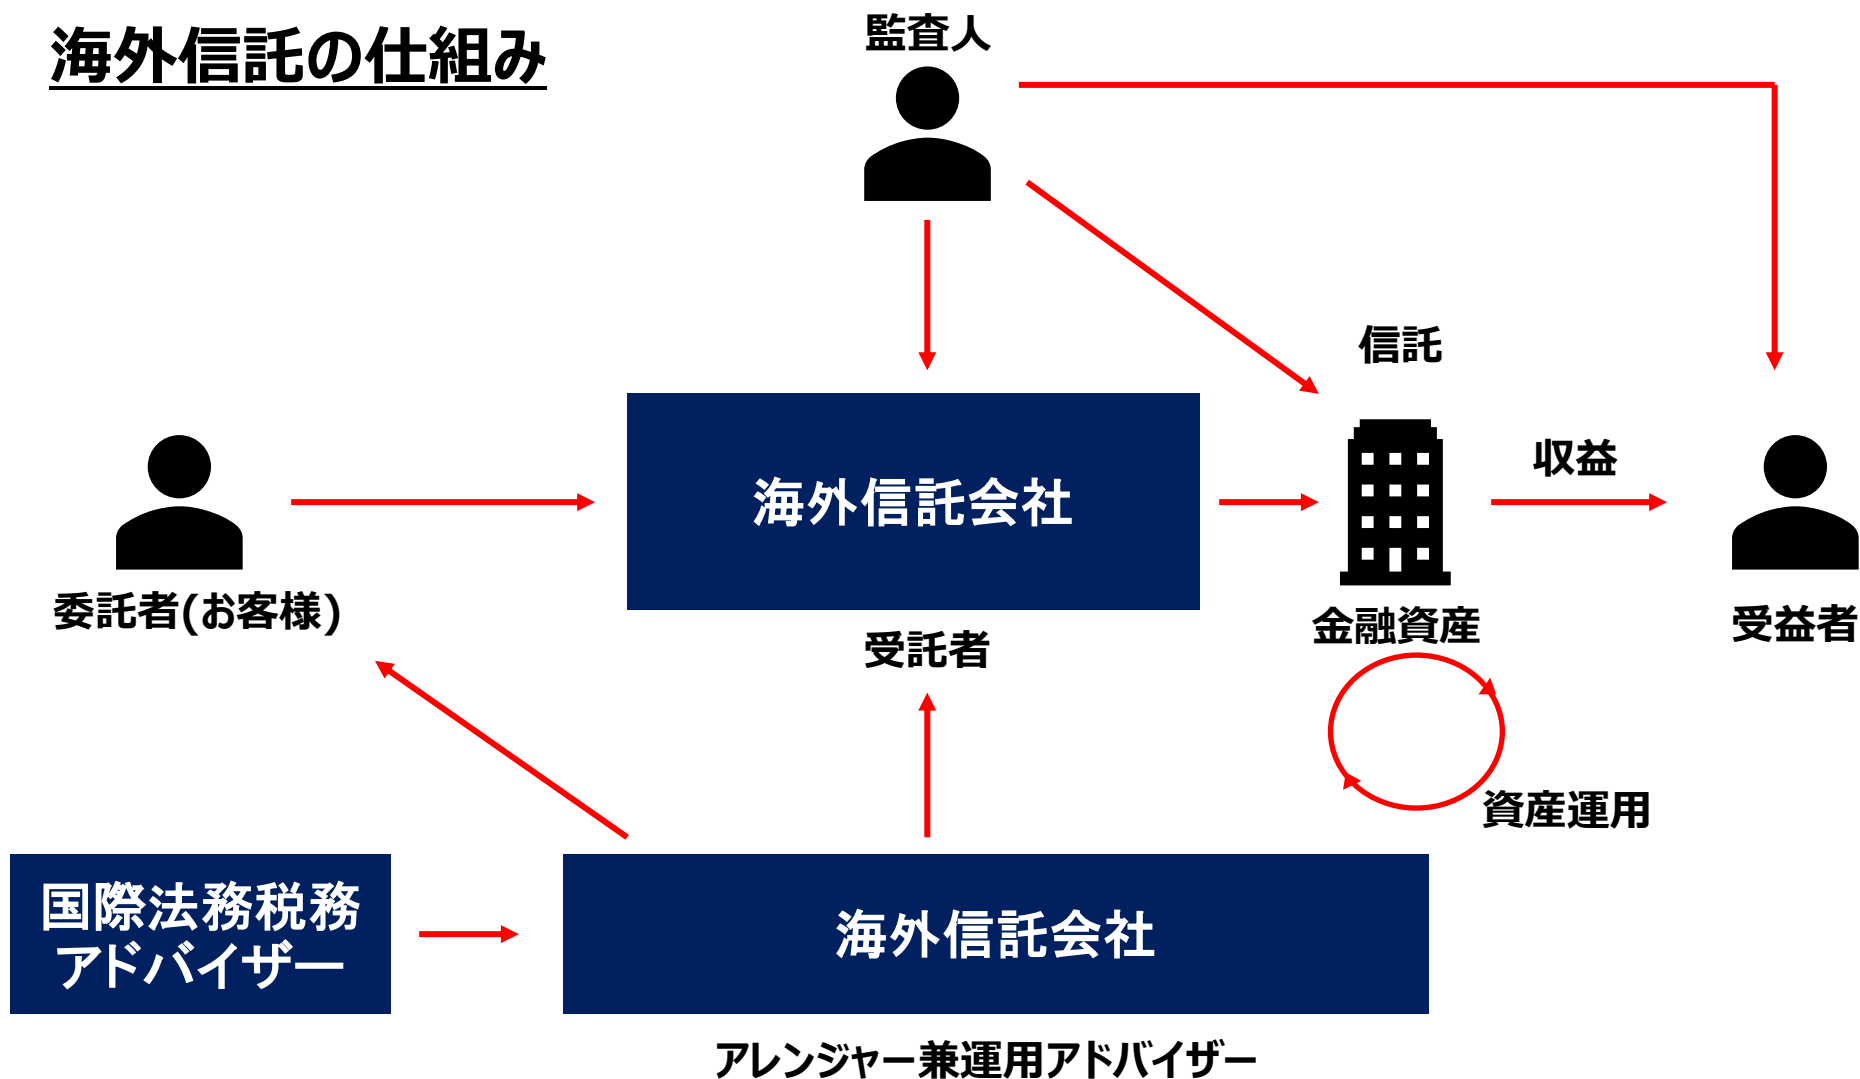 海外信託の仕組み
監査人
信託
収益
海外信託会社
委託者(お客様)
受託者
金融資産
受益者
資産運用
国際法務税務
アドバイザー
海外信託会社
アレンジャー兼運用アドバイザー